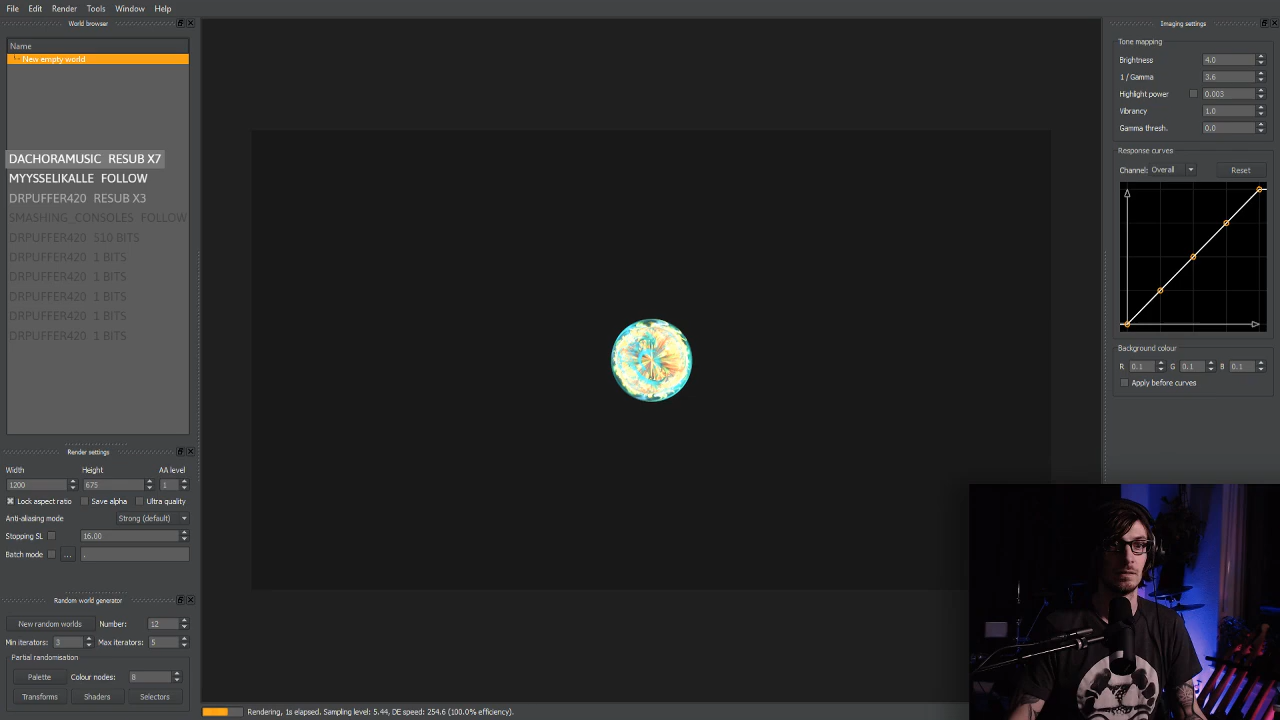 File Edit Render Tools Window Help
World browser
Name
New empty world
DACHORAMUSIC RESUB X7
MYYSSELIKALLE FOLLOW
DRPUFFER420 RESUB X3
SMASHING_CONSOLES FOLLOW
DRPUFFER420 510 BITS
DRPUFFER420 1 BITS
DRPUFFER420 1 BITS
DRPUFFER420 1 BITS
DRPUFFER420 1 BITS
DRPUFFER420 1 BITS
Render settings
Width Height AA level
1200 675 1
Lock aspect ratio Save alpha Ultra quality
Anti-aliasing mode Strong (default)
Stopping SL 16.00
Batch mode ... .
Random world generator
New random worlds Number: 12
Min iterators: 3 Max iterators: 5
Partial randomisation
Palette Colour nodes: 8
Transforms Shaders Selectors
Rendering, 1s elapsed. Sampling level: 5.44, DE speed: 254.6 (100.0% efficiency).
Imaging settings
Tone mapping
Brightness 4.0
1 / Gamma 3.6
Highlight power 0.003
Vibrancy 1.0
Gamma thresh. 0.0
Response curves
Channel: Overall Reset
Background colour
R 0.1 G 0.1 B 0.1
Apply before curves